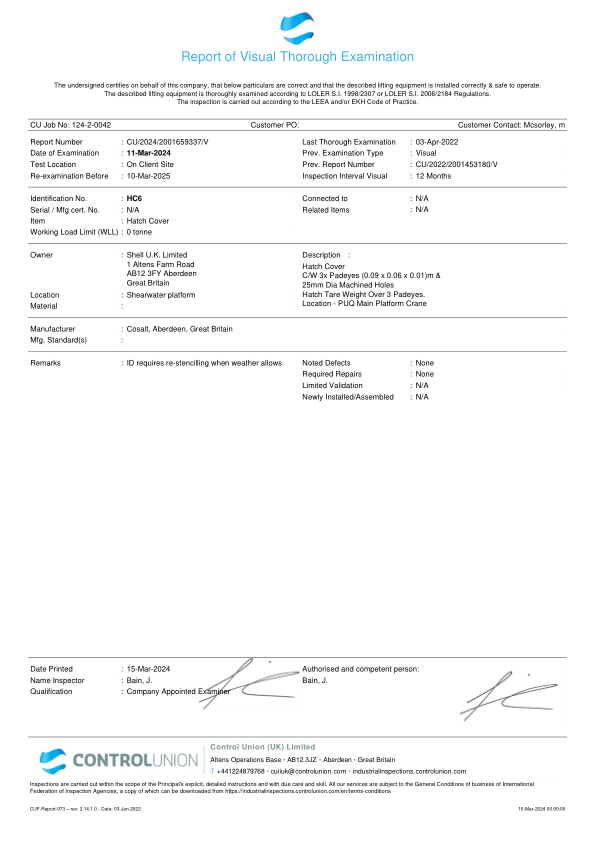 Report of Visual Thorough Examination
The undersigned certifies on behalf of this company, that below particulars are correct and that the described lifting equipment is installed correctly & safe to operate.
The described lifting equipment is thoroughly examined according to LOLER S.I. 1998/2307 or LOLER S.I. 2006/2184 Regulations.
The inspection is carried out according to the LEEA and/or EKH Code of Practice.
CU Job No: 124-2-0042 Customer PO: Customer Contact: Mcsorley, m
Report Number : CU/2024/2001659337/V Last Thorough Examination : 03-Apr-2022
Date of Examination : 11-Mar-2024 Prev. Examination Type : Visual
Test Location : On Client Site Prev. Report Number : CU/2022/2001453180/V
Re-examination Before : 10-Mar-2025 Inspection Interval Visual : 12 Months
Identification No. : HC6 Connected to : N/A
Serial / Mfg cert. No. : N/A Related Items : N/A
Item : Hatch Cover
Working Load Limit (WLL) : 0 tonne
Owner : Shell U.K. Limited Description :
1 Altens Farm Road Hatch Cover
AB12 3FY Aberdeen C/W 3x Padeyes (0.09 x 0.06 x 0.01)m &
Great Britain 25mm Dia Machined Holes
Location : Shearwater platform Hatch Tare Weight Over 3 Padeyes.
Material : Location - PUQ Main Platform Crane
Manufacturer : Cosalt, Aberdeen, Great Britain
Mfg. Standard(s) :
Remarks : ID requires re-stencilling when weather allows Noted Defects : None
Required Repairs : None
Limited Validation : N/A
Newly Installed/Assembled : N/A
Date Printed : 15-Mar-2024 Authorised and competent person:
Name Inspector : Bain, J. Bain, J.
Qualification : Company Appointed Examiner
CONTROLUNION
Control Union (UK) Limited
Altens Operations Base · AB12 3JZ · Aberdeen · Great Britain
T +441224879768 · cuiiuk@controlunion.com · industrialinspections.controlunion.com
Inspections are carried out within the scope of the Principal's explicit, detailed instructions and with due care and skill. All our services are subject to the General Conditions of business of International
Federation of Inspection Agencies, a copy of which can be downloaded from https://industrialinspections.controlunion.com/en/terms-conditions
CUF-Report-073 – rev: 2.14.1.0 - Date: 03-Jun-2022 15-Mar-2024 00:00:00